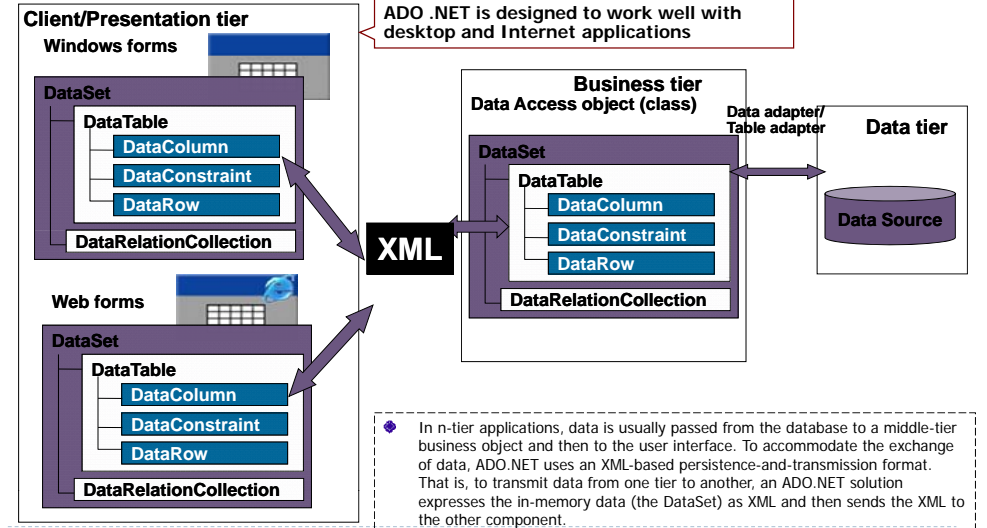 Client/Presentation tier
Windows forms
DataSet
DataTable
DataColumn
DataConstraint
DataRow
DataRelationCollection
Web forms
DataSet
DataTable
DataColumn
DataConstraint
DataRow
DataRelationCollection
ADO .NET is designed to work well with
desktop and Internet applications
XML
Business tier
Data Access object (class)
DataSet
DataTable
DataColumn
DataConstraint
DataRow
DataRelationCollection
Data adapter/
Table adapter
Data tier
Data Source
In n-tier applications, data is usually passed from the database to a middle-tier
business object and then to the user interface. To accommodate the exchange
of data, ADO.NET uses an XML-based persistence-and-transmission format.
That is, to transmit data from one tier to another, an ADO.NET solution
expresses the in-memory data (the DataSet) as XML and then sends the XML to
the other component.